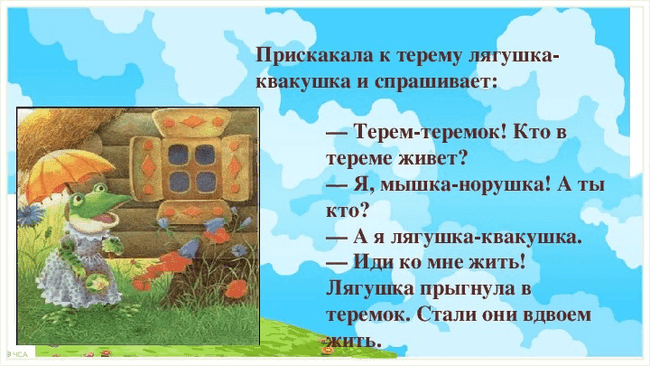 Прискакала к терему лягушка-
квакушка и спрашивает:
— Терем-теремок! Кто в
тереме живет?
— Я, мышка-норушка! А ты
кто?
— А я лягушка-квакушка.
— Иди ко мне жить!
Лягушка прыгнула в
теремок. Стали они вдвоем
жить.